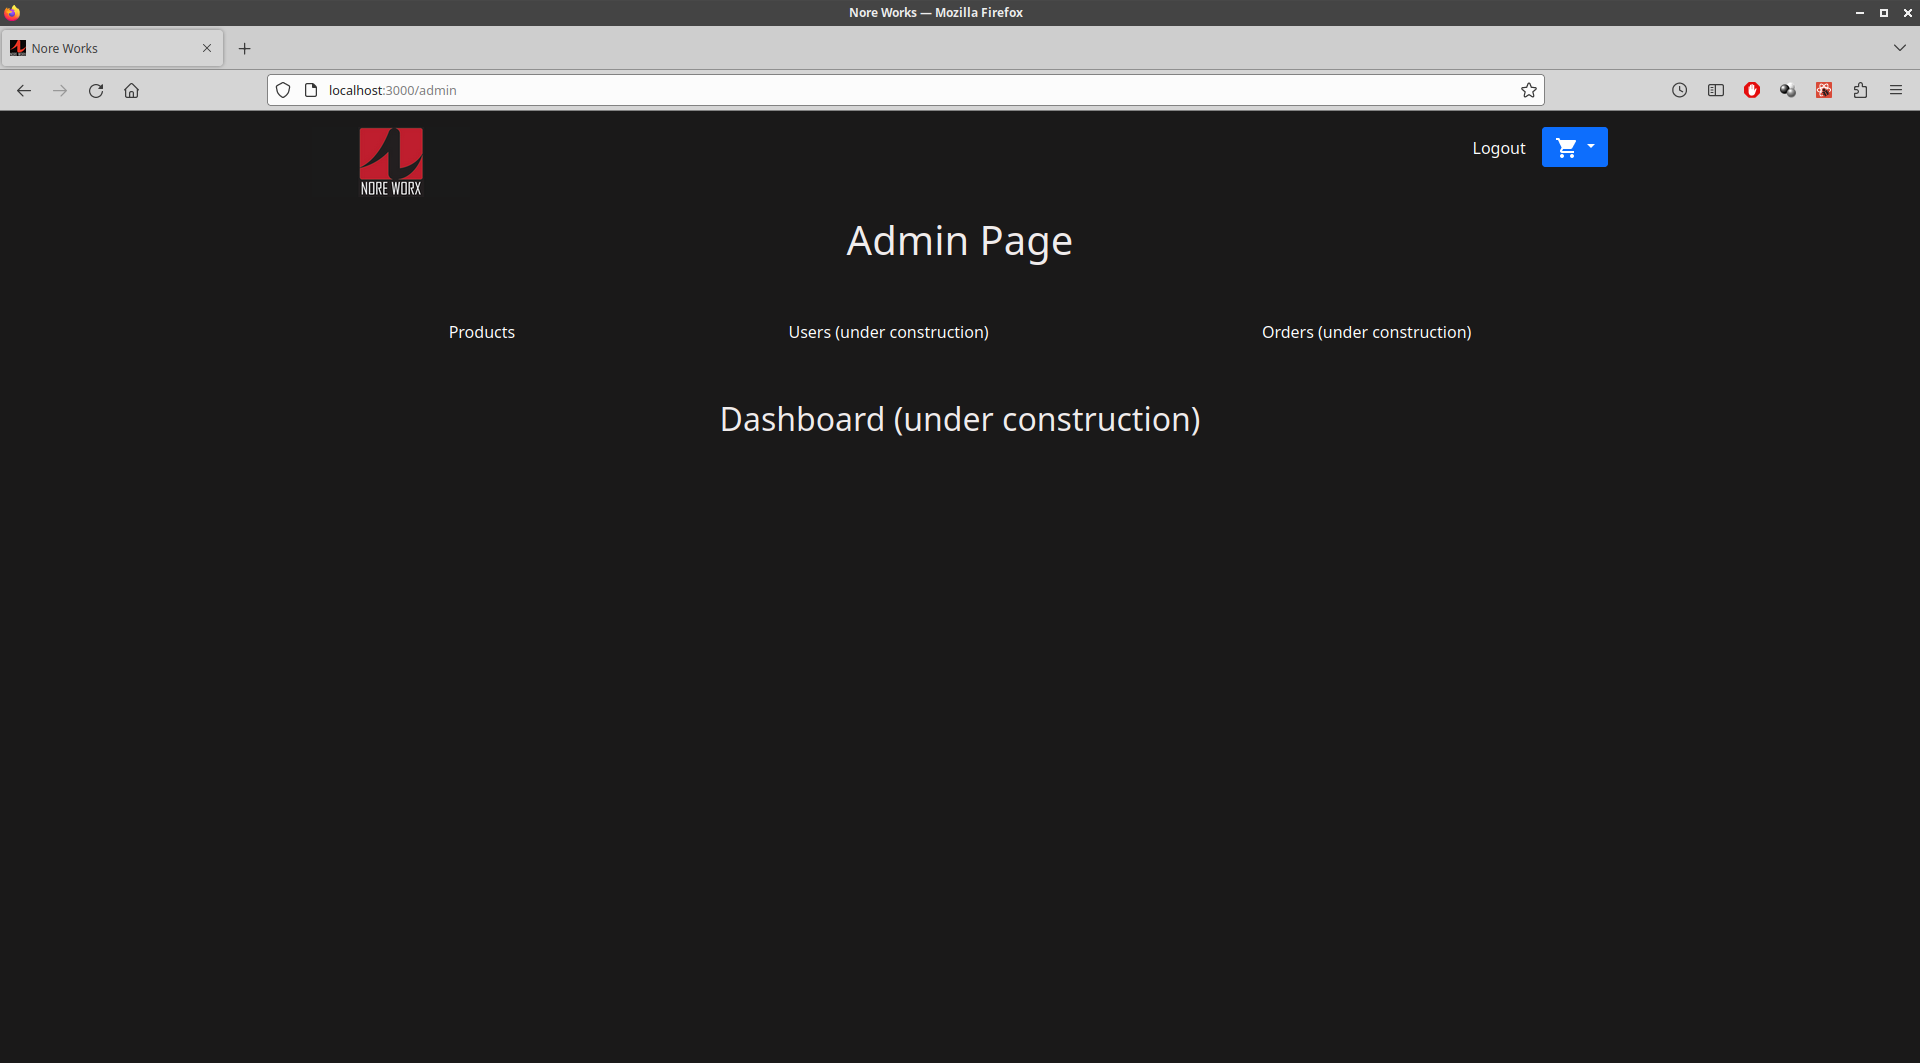 Nore Works — Mozilla Firefox
Nore Works
localhost:3000/admin
NORE WORX
Logout
Admin Page
Products
Users (under construction)
Orders (under construction)
Dashboard (under construction)